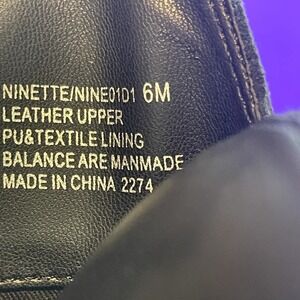 NINETTE/NINE01D1 6M
LEATHER UPPER
PU&TEXTILE LINING
BALANCE ARE MANMADE
MADE IN CHINA 2274